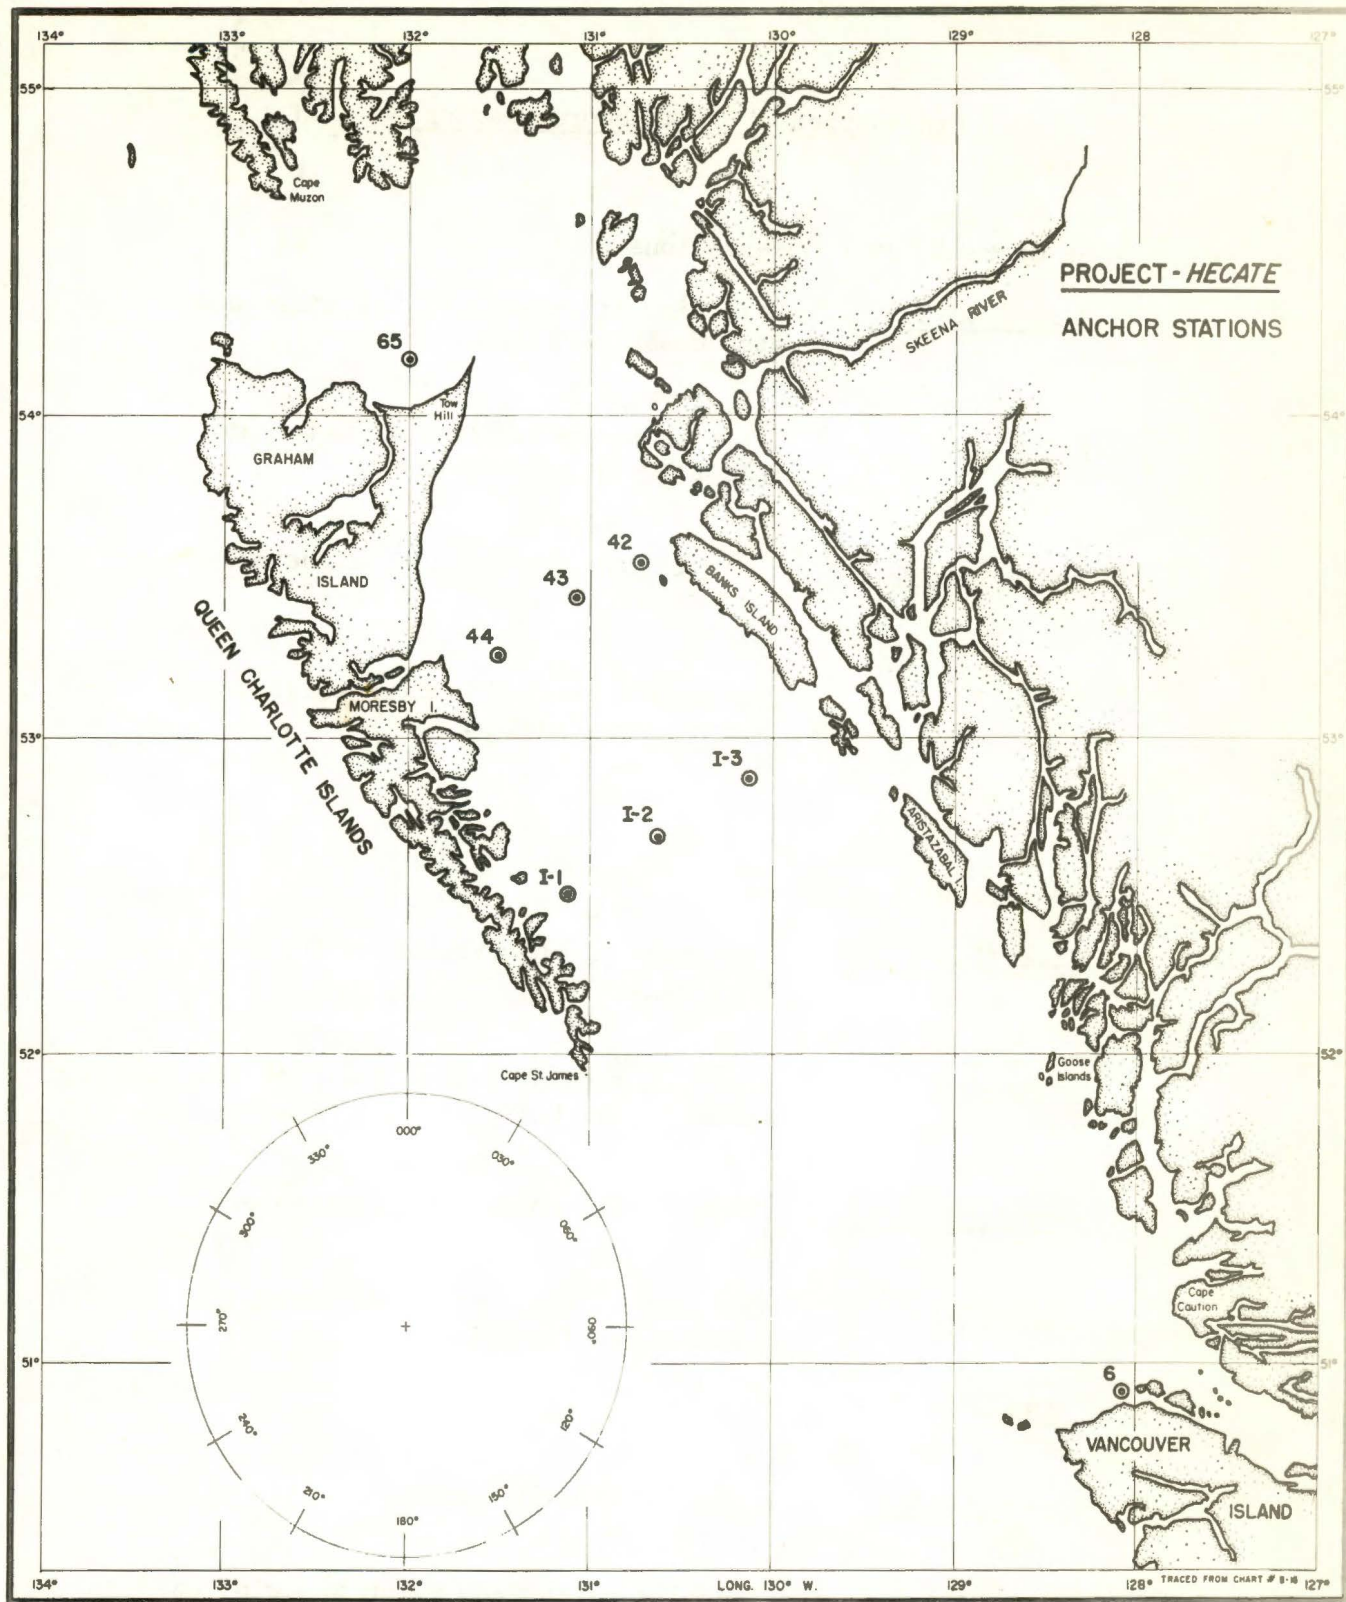 134° 133° 132° 131° 130° 129° 128 127°
55° 55°
Cape
Muzon
PROJECT - HECATE
ANCHOR STATIONS
SKEENA RIVER
65
Tow
Hill
54° 54°
GRAHAM
ISLAND
42
43
44
BANKS ISLAND
QUEEN CHARLOTTE ISLANDS
MORESBY I.
53° 53°
I-3
I-2
I-1
ARISTAZABAL
52° 52°
Cape St. James
Goose
Islands
000°
030°
060°
090°
120°
150°
180°
210°
240°
270°
300°
330°
Cape
Caution
51° 51°
6
VANCOUVER
ISLAND
134° 133° 132° 131° LONG. 130° W. 129° 128° 127°
TRACED FROM CHART #